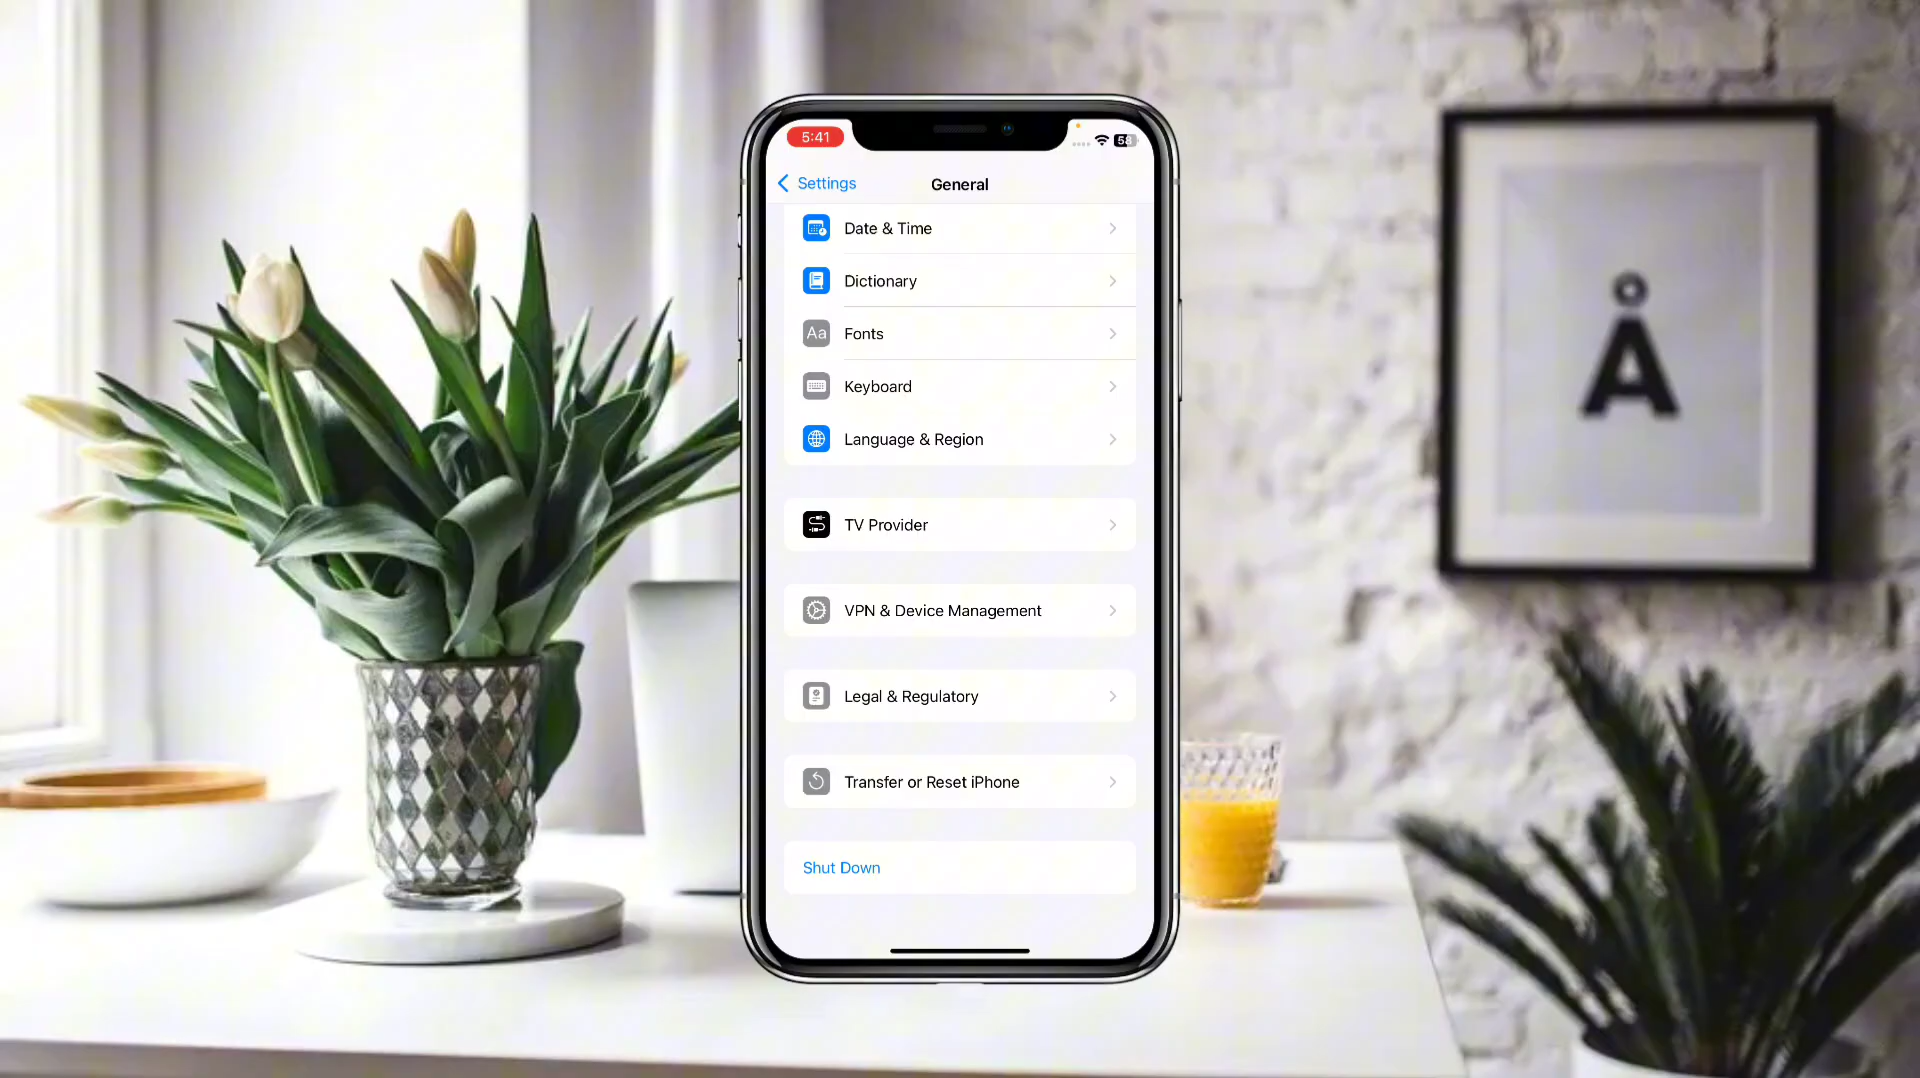 5:41
58
Settings
General
Date & Time
Dictionary
Aa
Fonts
Keyboard
Language & Region
TV Provider
VPN & Device Management
Legal & Regulatory
Transfer or Reset iPhone
Shut Down
Å